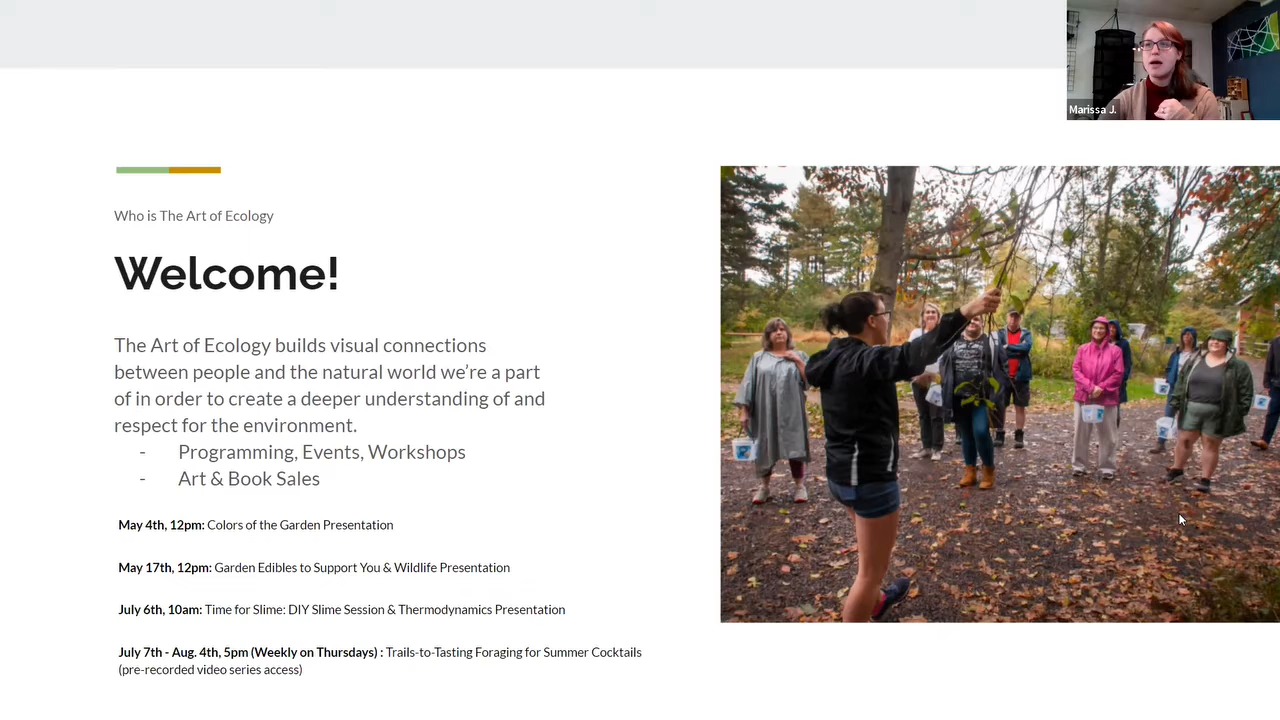 Marissa J.
Who is The Art of Ecology
Welcome!
The Art of Ecology builds visual connections
between people and the natural world we’re a part
of in order to create a deeper understanding of and
respect for the environment.
- Programming, Events, Workshops
- Art & Book Sales
May 4th, 12pm: Colors of the Garden Presentation
May 17th, 12pm: Garden Edibles to Support You & Wildlife Presentation
July 6th, 10am: Time for Slime: DIY Slime Session & Thermodynamics Presentation
July 7th - Aug. 4th, 5pm (Weekly on Thursdays) : Trails-to-Tasting Foraging for Summer Cocktails
(pre-recorded video series access)